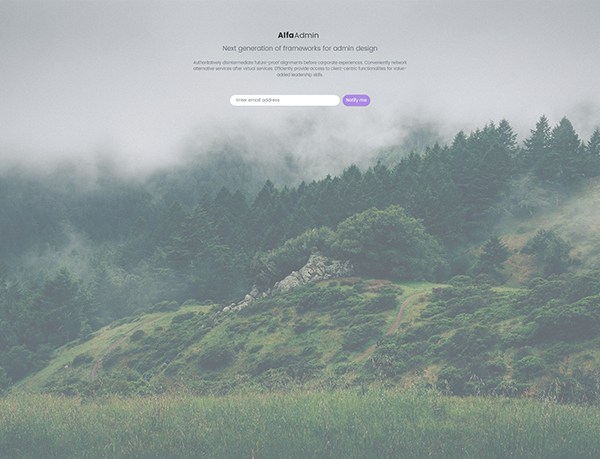 AlfaAdmin
Next generation of frameworks for admin design
Authoritatively disintermediate future-proof alignments before corporate experiences. Conveniently network
alternative services after virtual services. Efficiently provide access to client-centric functionalities for value-
added leadership skills.
Enter email address
Notify me